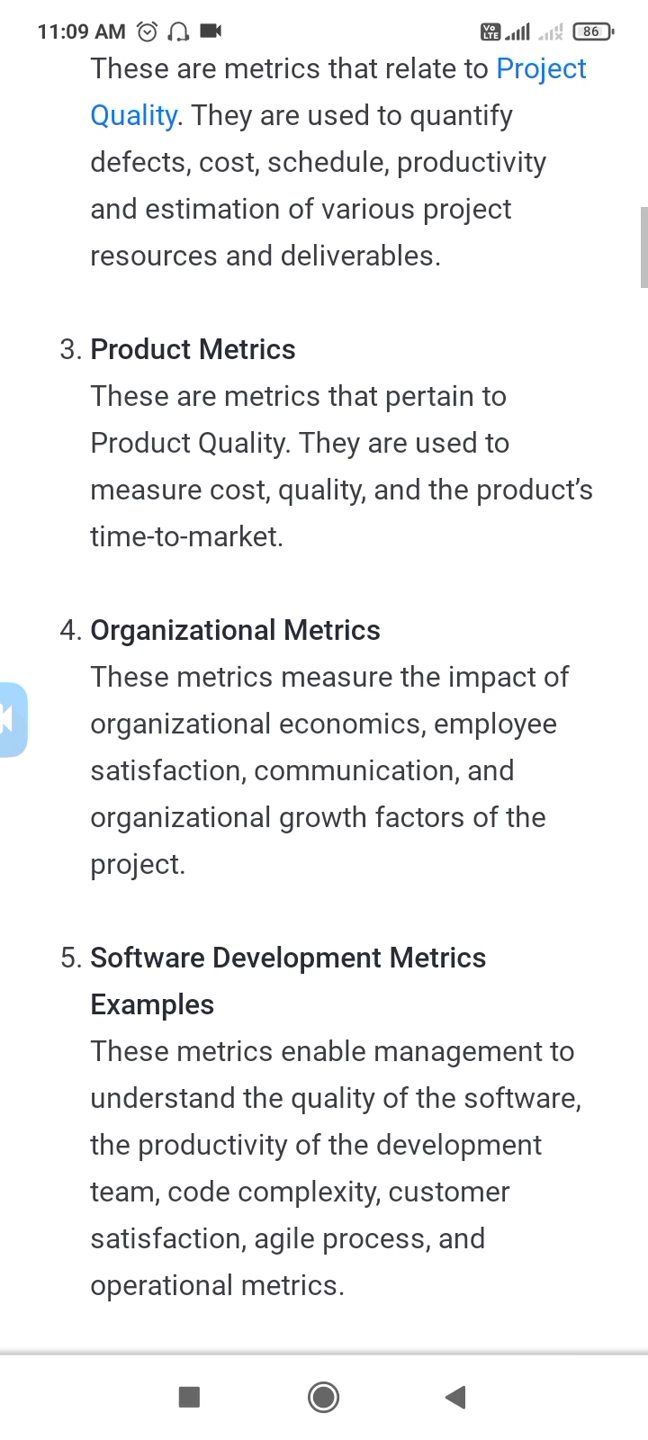 11:09 AM
Vo LTE
86
These are metrics that relate to Project
Quality. They are used to quantify
defects, cost, schedule, productivity
and estimation of various project
resources and deliverables.
3. Product Metrics
These are metrics that pertain to
Product Quality. They are used to
measure cost, quality, and the product’s
time-to-market.
4. Organizational Metrics
These metrics measure the impact of
organizational economics, employee
satisfaction, communication, and
organizational growth factors of the
project.
5. Software Development Metrics
Examples
These metrics enable management to
understand the quality of the software,
the productivity of the development
team, code complexity, customer
satisfaction, agile process, and
operational metrics.